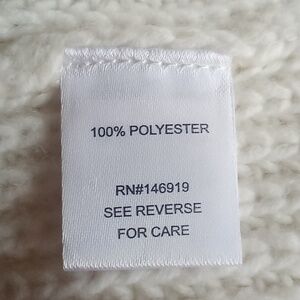 100% POLYESTER
RN#146919
SEE REVERSE
FOR CARE